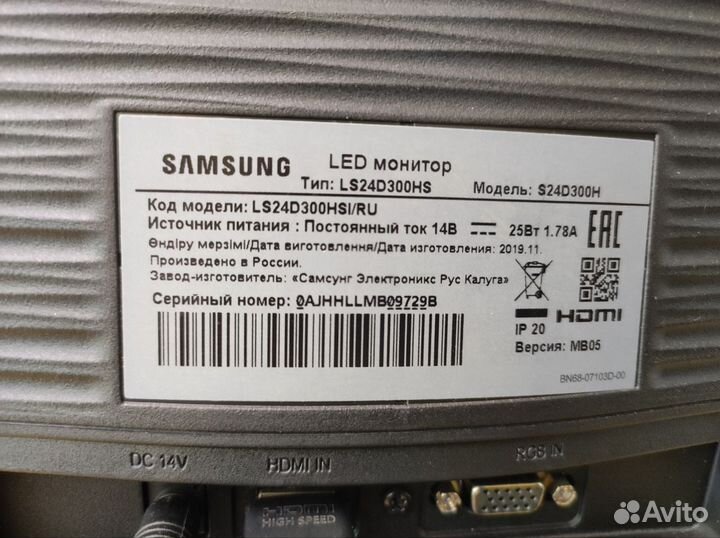 SAMSUNG LED монитор
Тип: LS24D300HS Модель: S24D300H
Код модели: LS24D300HSI/RU
Источник питания : Постоянный ток 14В 25Вт 1.78А
Өндіру мерзімі/Дата виготовлення/Дата изготовления: 2019.11.
Произведено в России.
Завод-изготовитель: «Самсунг Электроникс Рус Калуга»
Серийный номер: 0AJHHLLMB09729B
EAC
HDMI
IP 20
Версия: MB05
BN68-07103D-00
DC 14V HDMI IN RGB IN
HDMI
HIGH SPEED
Avito